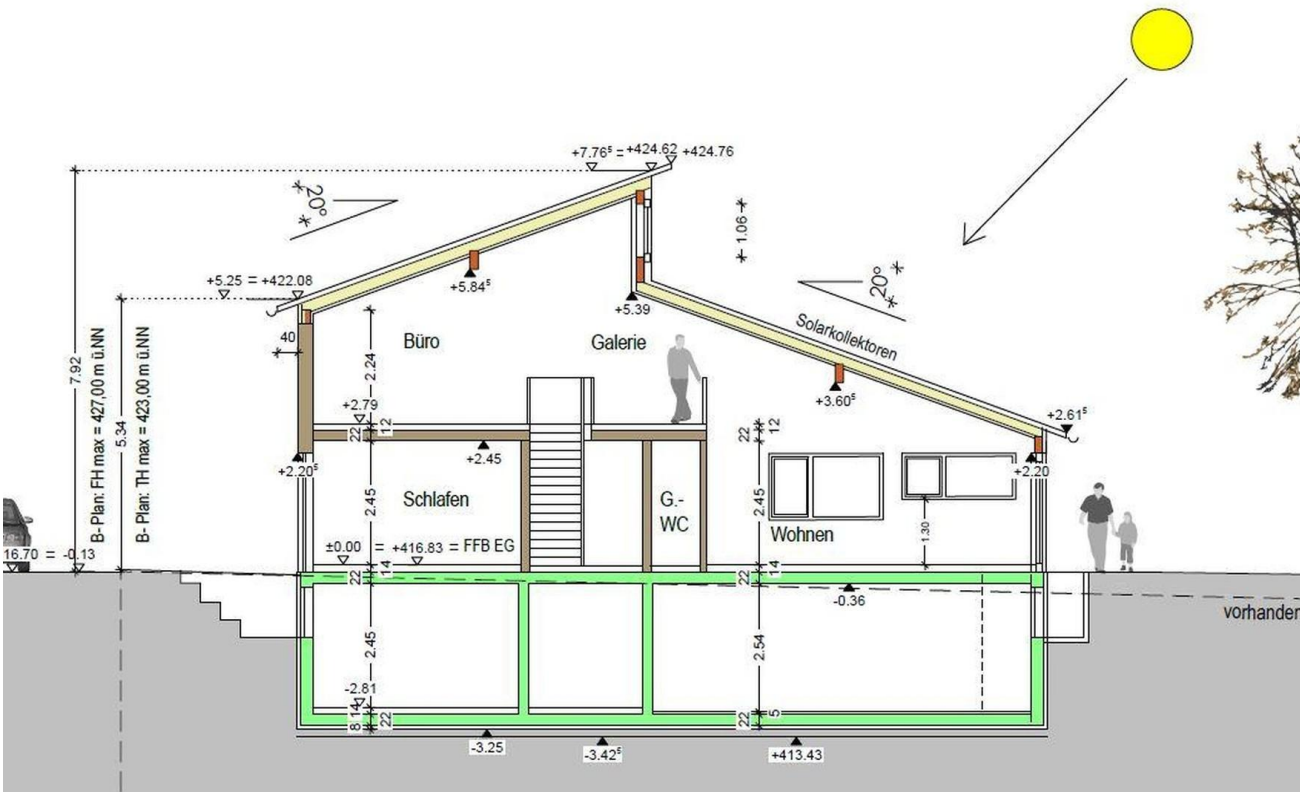 +7.76⁵ = +424.62 +424.76
20°
1.06
+5.25 = +422.08
+5.84⁵
20°
+5.39
Solarkollektoren
40
Büro
Galerie
2.24
7.92
B- Plan: FH max = 427,00 m ü.NN
5.34
B- Plan: TH max = 423,00 m ü.NN
+3.60⁵
+2.79
+2.61⁵
12
22
12
22
+2.20⁵
+2.45
+2.20
Schlafen
2.45
G.-
WC
2.45
Wohnen
1.30
16.70 = -0.13
±0.00 = +416.83 = FFB EG
14
22
14
22
-0.36
vorhanden
2.45
2.54
-2.81
14
8
22
5
22
-3.25
-3.42⁵
+413.43